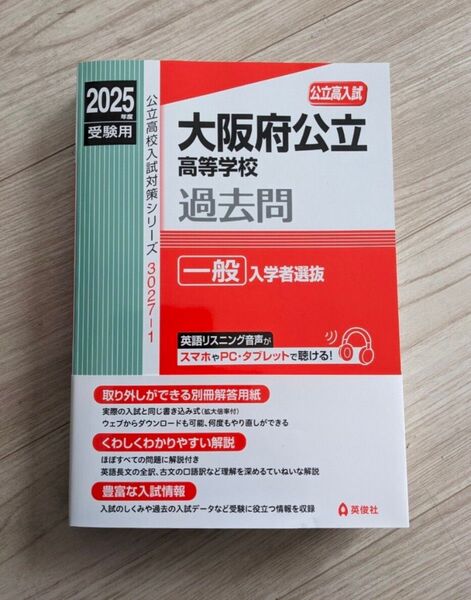 2025
年度
受験用
公立高校入試対策シリーズ 3027-1
公立高入試
大阪府公立
高等学校
過去問
一般 入学者選抜
英語リスニング音声が
スマホやPC・タブレットで聴ける!
取り外しができる別冊解答用紙
実際の入試と同じ書き込み式(拡大倍率付)
ウェブからダウンロードも可能、何度もやり直しができる
くわしくわかりやすい解説
ほぼすべての問題に解説付き
英語長文の全訳、古文の口語訳など理解を深めるていねいな解説
豊富な入試情報
入試のしくみや過去の入試データなど受験に役立つ情報を収録
英俊社